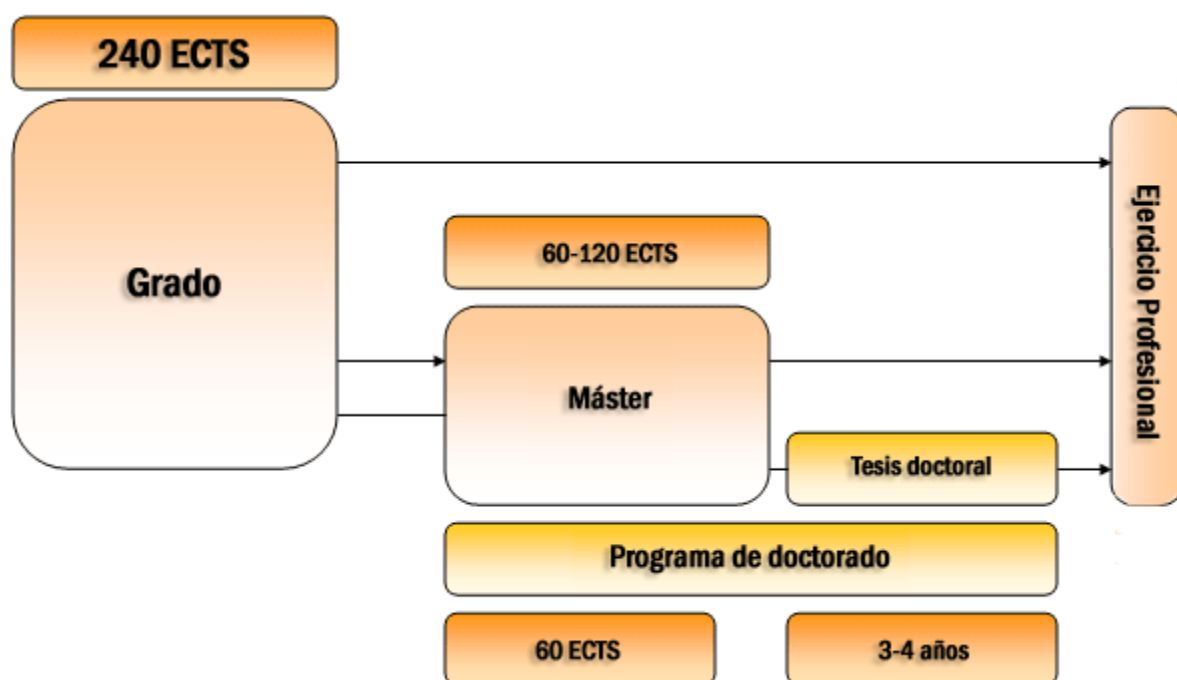 240 ECTS
Grado
60-120 ECTS
Máster
Tesis doctoral
Ejercicio Profesional
Programa de doctorado
60 ECTS
3-4 años